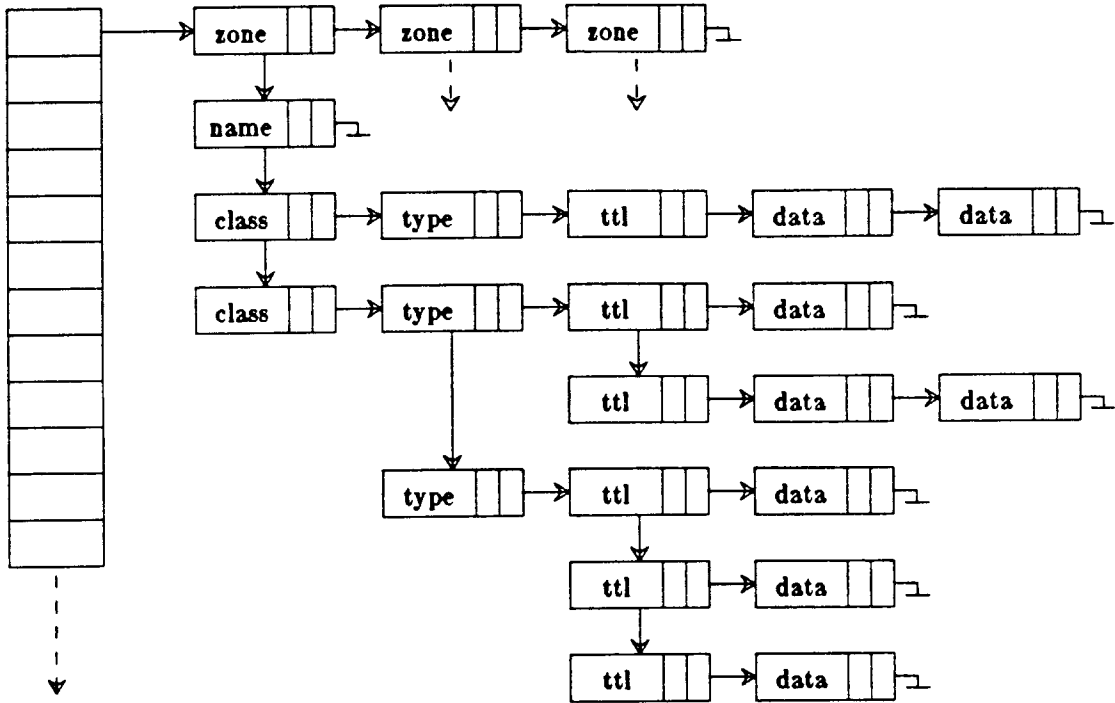 zone zone zone
name
class type ttl data data
class type ttl data
ttl data data
type ttl data
ttl data
ttl data